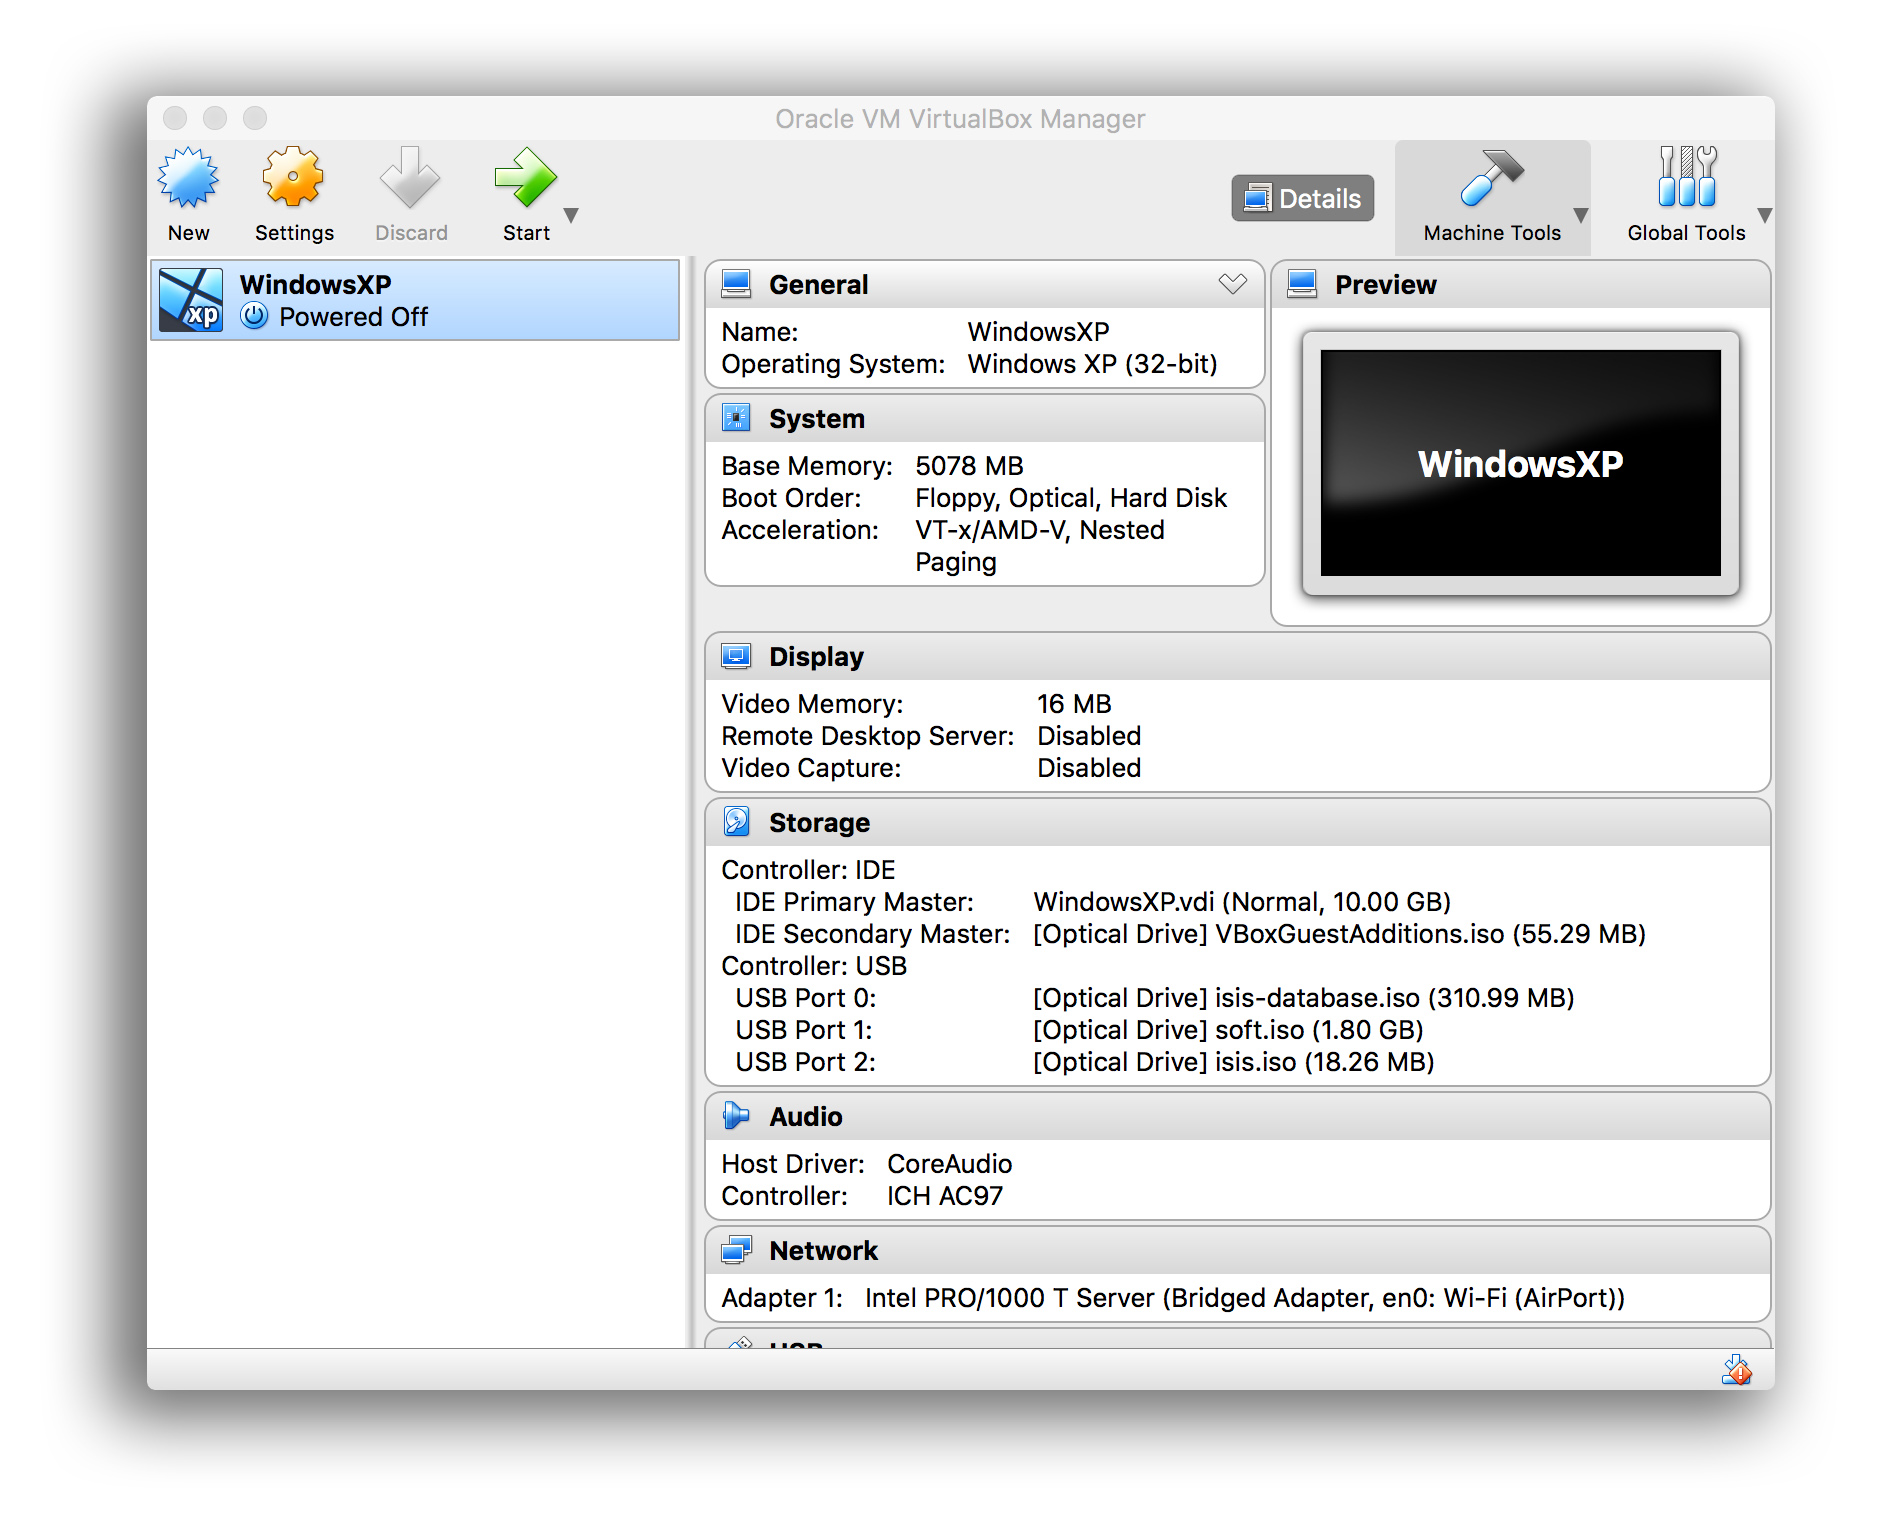 Oracle VM VirtualBox Manager
New
Settings
Discard
Start
Details
Machine Tools
Global Tools
xp
WindowsXP
Powered Off
General
Name: WindowsXP
Operating System: Windows XP (32-bit)
System
Base Memory: 5078 MB
Boot Order: Floppy, Optical, Hard Disk
Acceleration: VT-x/AMD-V, Nested
Paging
Preview
WindowsXP
Display
Video Memory: 16 MB
Remote Desktop Server: Disabled
Video Capture: Disabled
Storage
Controller: IDE
IDE Primary Master: WindowsXP.vdi (Normal, 10.00 GB)
IDE Secondary Master: [Optical Drive] VBoxGuestAdditions.iso (55.29 MB)
Controller: USB
USB Port 0: [Optical Drive] isis-database.iso (310.99 MB)
USB Port 1: [Optical Drive] soft.iso (1.80 GB)
USB Port 2: [Optical Drive] isis.iso (18.26 MB)
Audio
Host Driver: CoreAudio
Controller: ICH AC97
Network
Adapter 1: Intel PRO/1000 T Server (Bridged Adapter, en0: Wi-Fi (AirPort))
USB